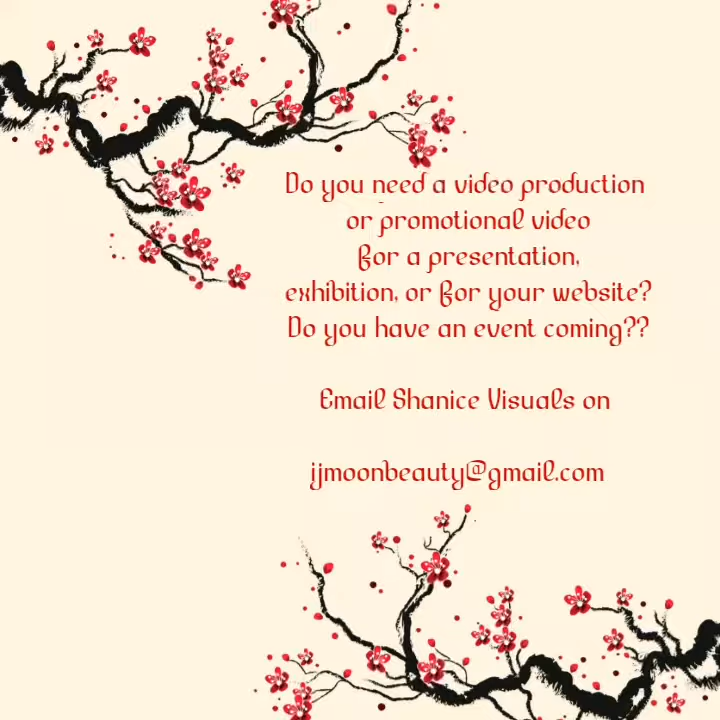 Do you need a video production
or promotional video
for a presentation,
exhibition, or for your website?
Do you have an event coming??
Email Shanice Visuals on
ijmoonbeauty@gmail.com